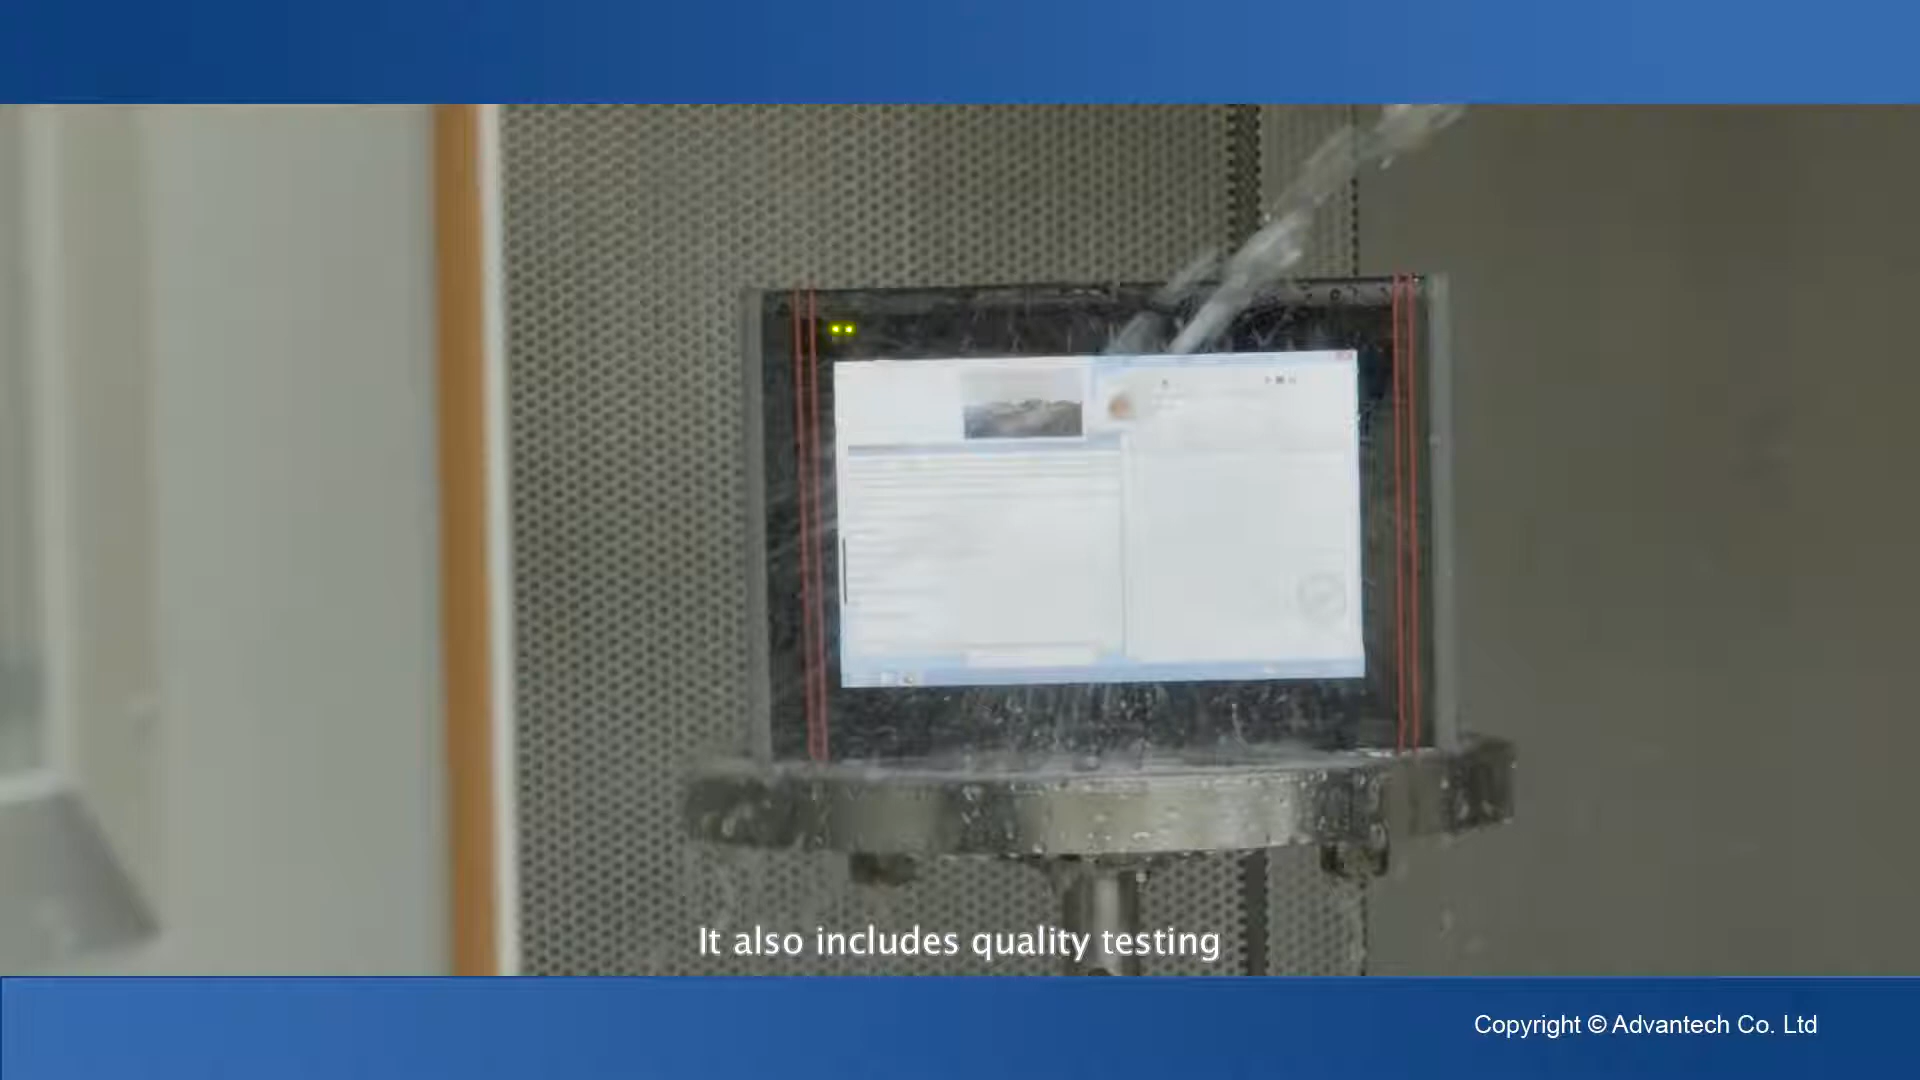 It also includes quality testing
Copyright © Advantech Co. Ltd